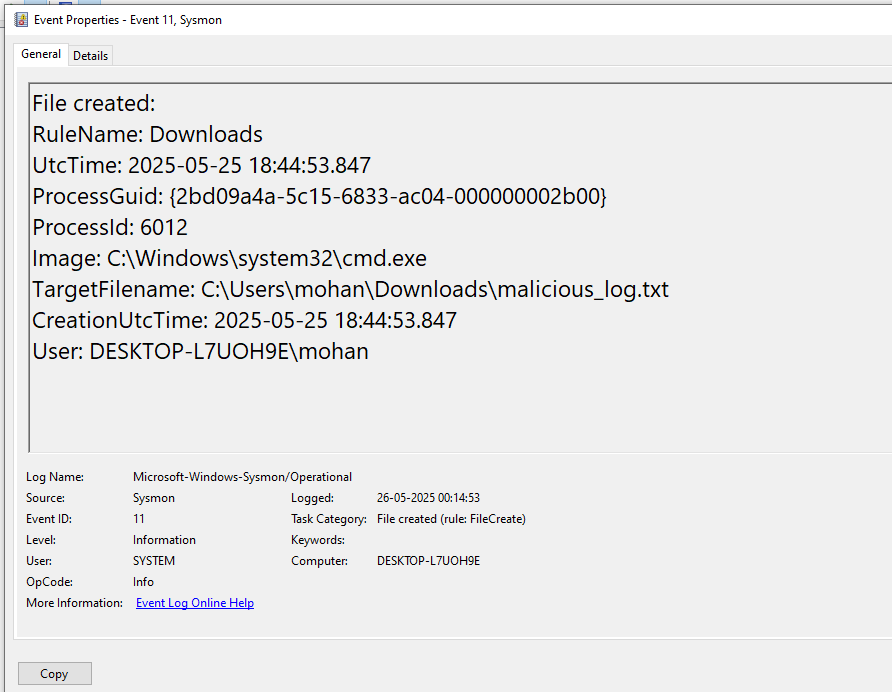 Event Properties - Event 11, Sysmon
General Details
File created:
RuleName: Downloads
UtcTime: 2025-05-25 18:44:53.847
ProcessGuid: {2bd09a4a-5c15-6833-ac04-000000002b00}
ProcessId: 6012
Image: C:\Windows\system32\cmd.exe
TargetFilename: C:\Users\mohan\Downloads\malicious_log.txt
CreationUtcTime: 2025-05-25 18:44:53.847
User: DESKTOP-L7UOH9E\mohan
Log Name: Microsoft-Windows-Sysmon/Operational
Source: Sysmon Logged: 26-05-2025 00:14:53
Event ID: 11 Task Category: File created (rule: FileCreate)
Level: Information Keywords:
User: SYSTEM Computer: DESKTOP-L7UOH9E
OpCode: Info
More Information: Event Log Online Help
Copy